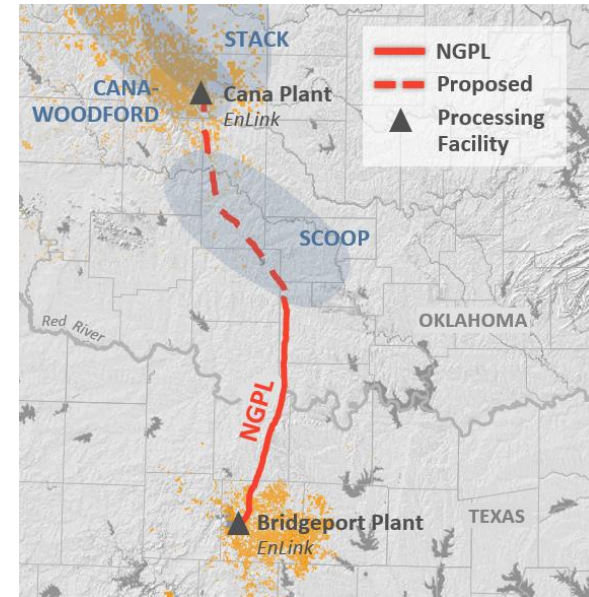 STACK
CANA-
WOODFORD
Cana Plant
EnLink
NGPL
Proposed
Processing
Facility
SCOOP
OKLAHOMA
Red River
NGPL
Bridgeport Plant
EnLink
TEXAS